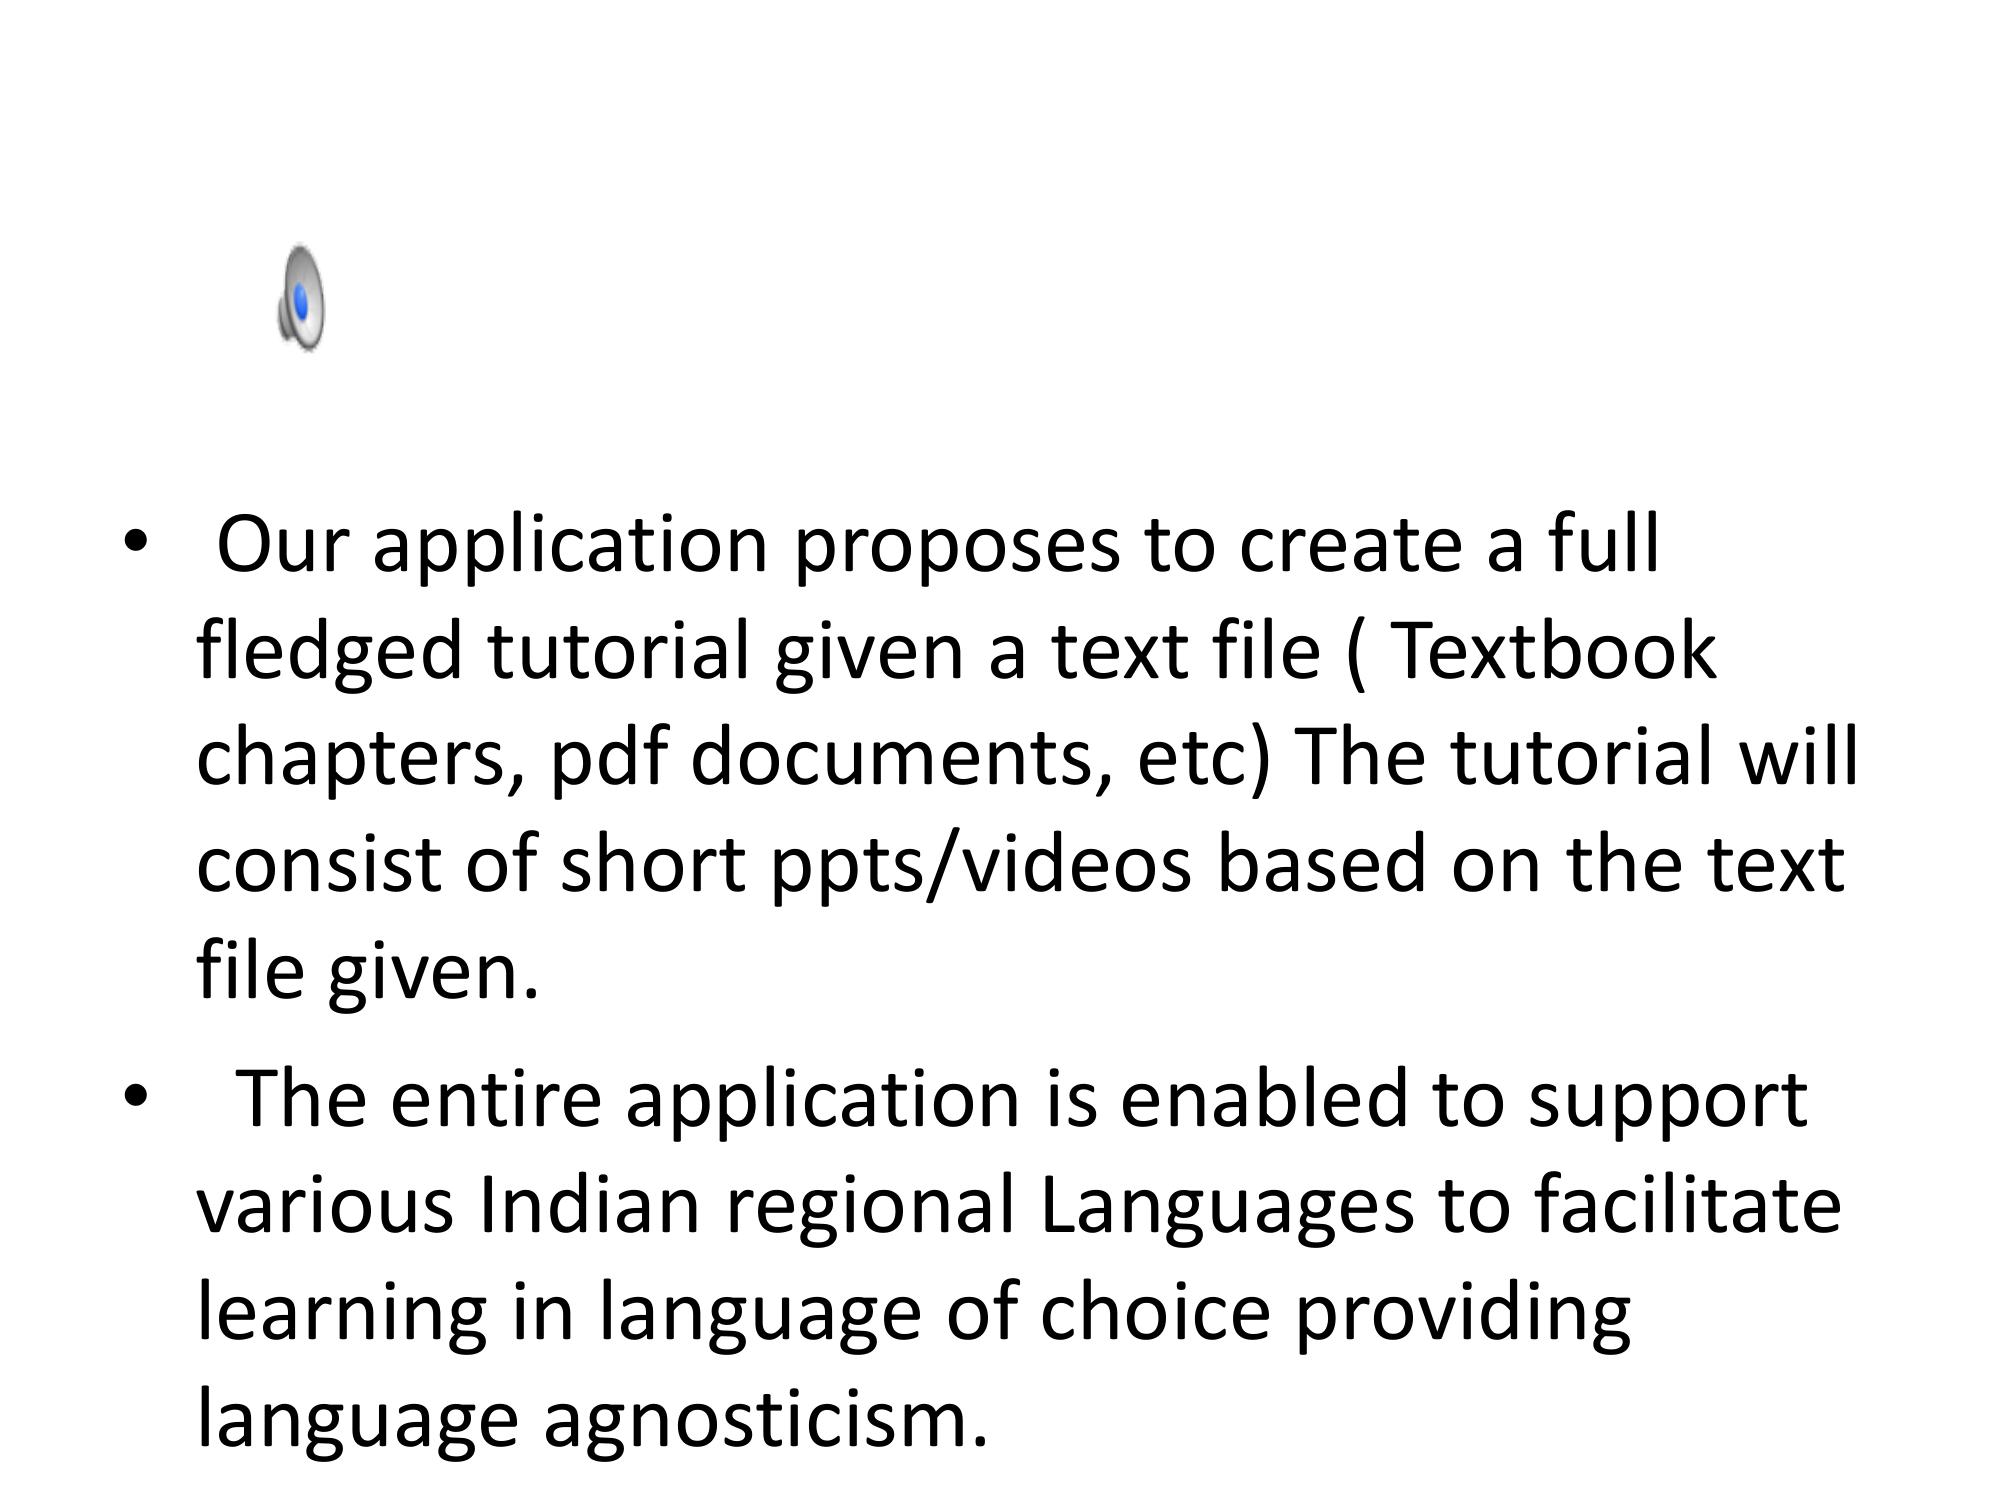 • Our application proposes to create a full
fledged tutorial given a text file ( Textbook
chapters, pdf documents, etc) The tutorial will
consist of short ppts/videos based on the text
file given.
• The entire application is enabled to support
various Indian regional Languages to facilitate
learning in language of choice providing
language agnosticism.